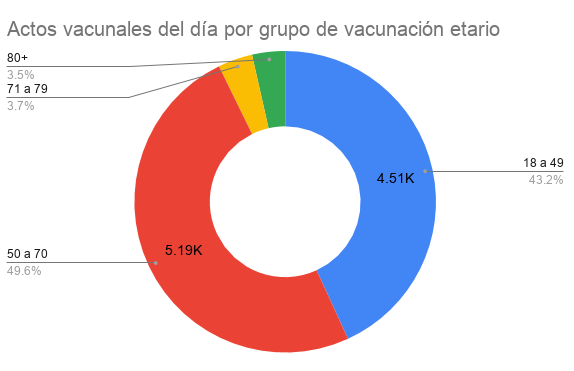 Actos vacunales del día por grupo de vacunación etario
80+
3.5%
71 a 79
3.7%
18 a 49
43.2%
4.51K
5.19K
50 a 70
49.6%